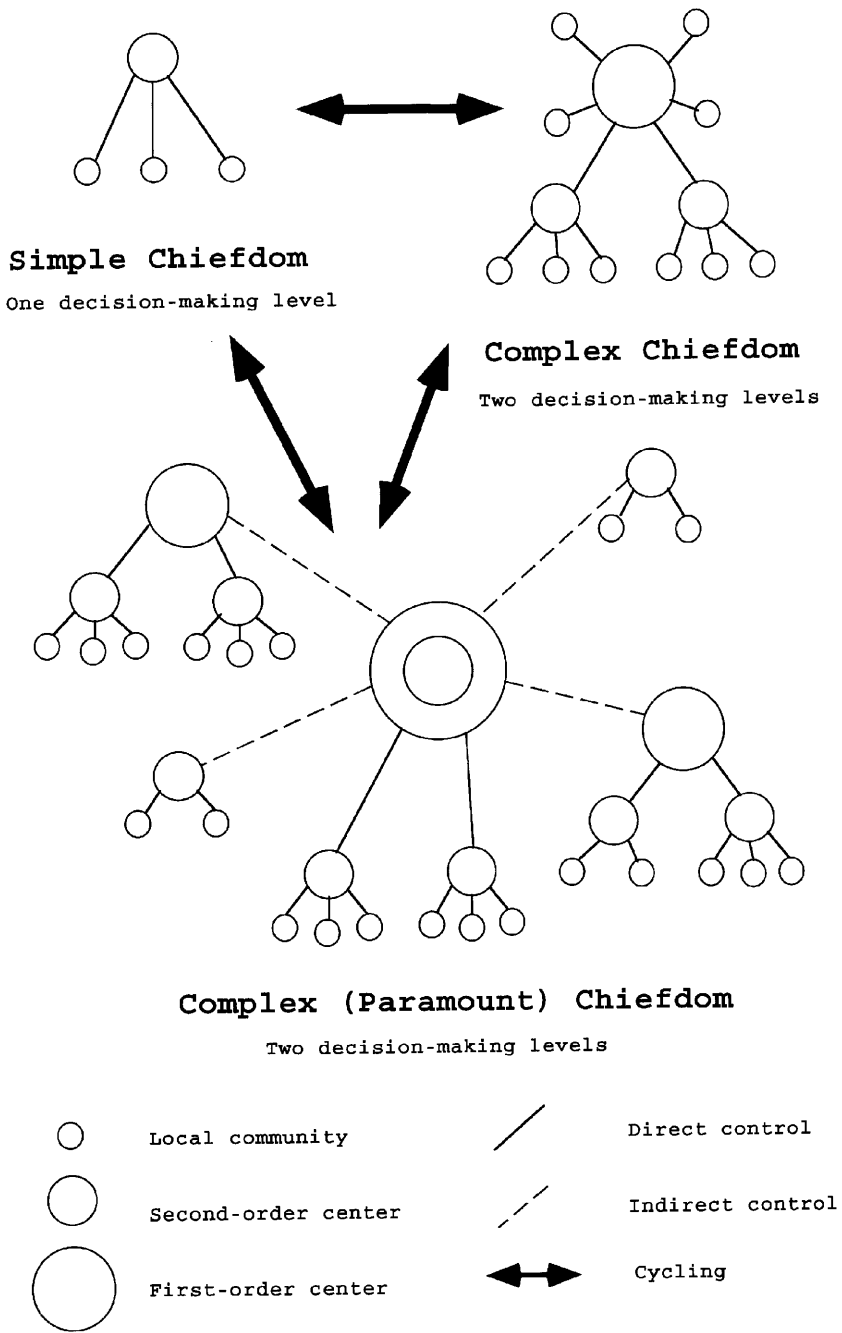 Simple Chiefdom
One decision-making level
Complex Chiefdom
Two decision-making levels
Complex (Paramount) Chiefdom
Two decision-making levels
Local community
Direct control
Second-order center
Indirect control
First-order center
Cycling